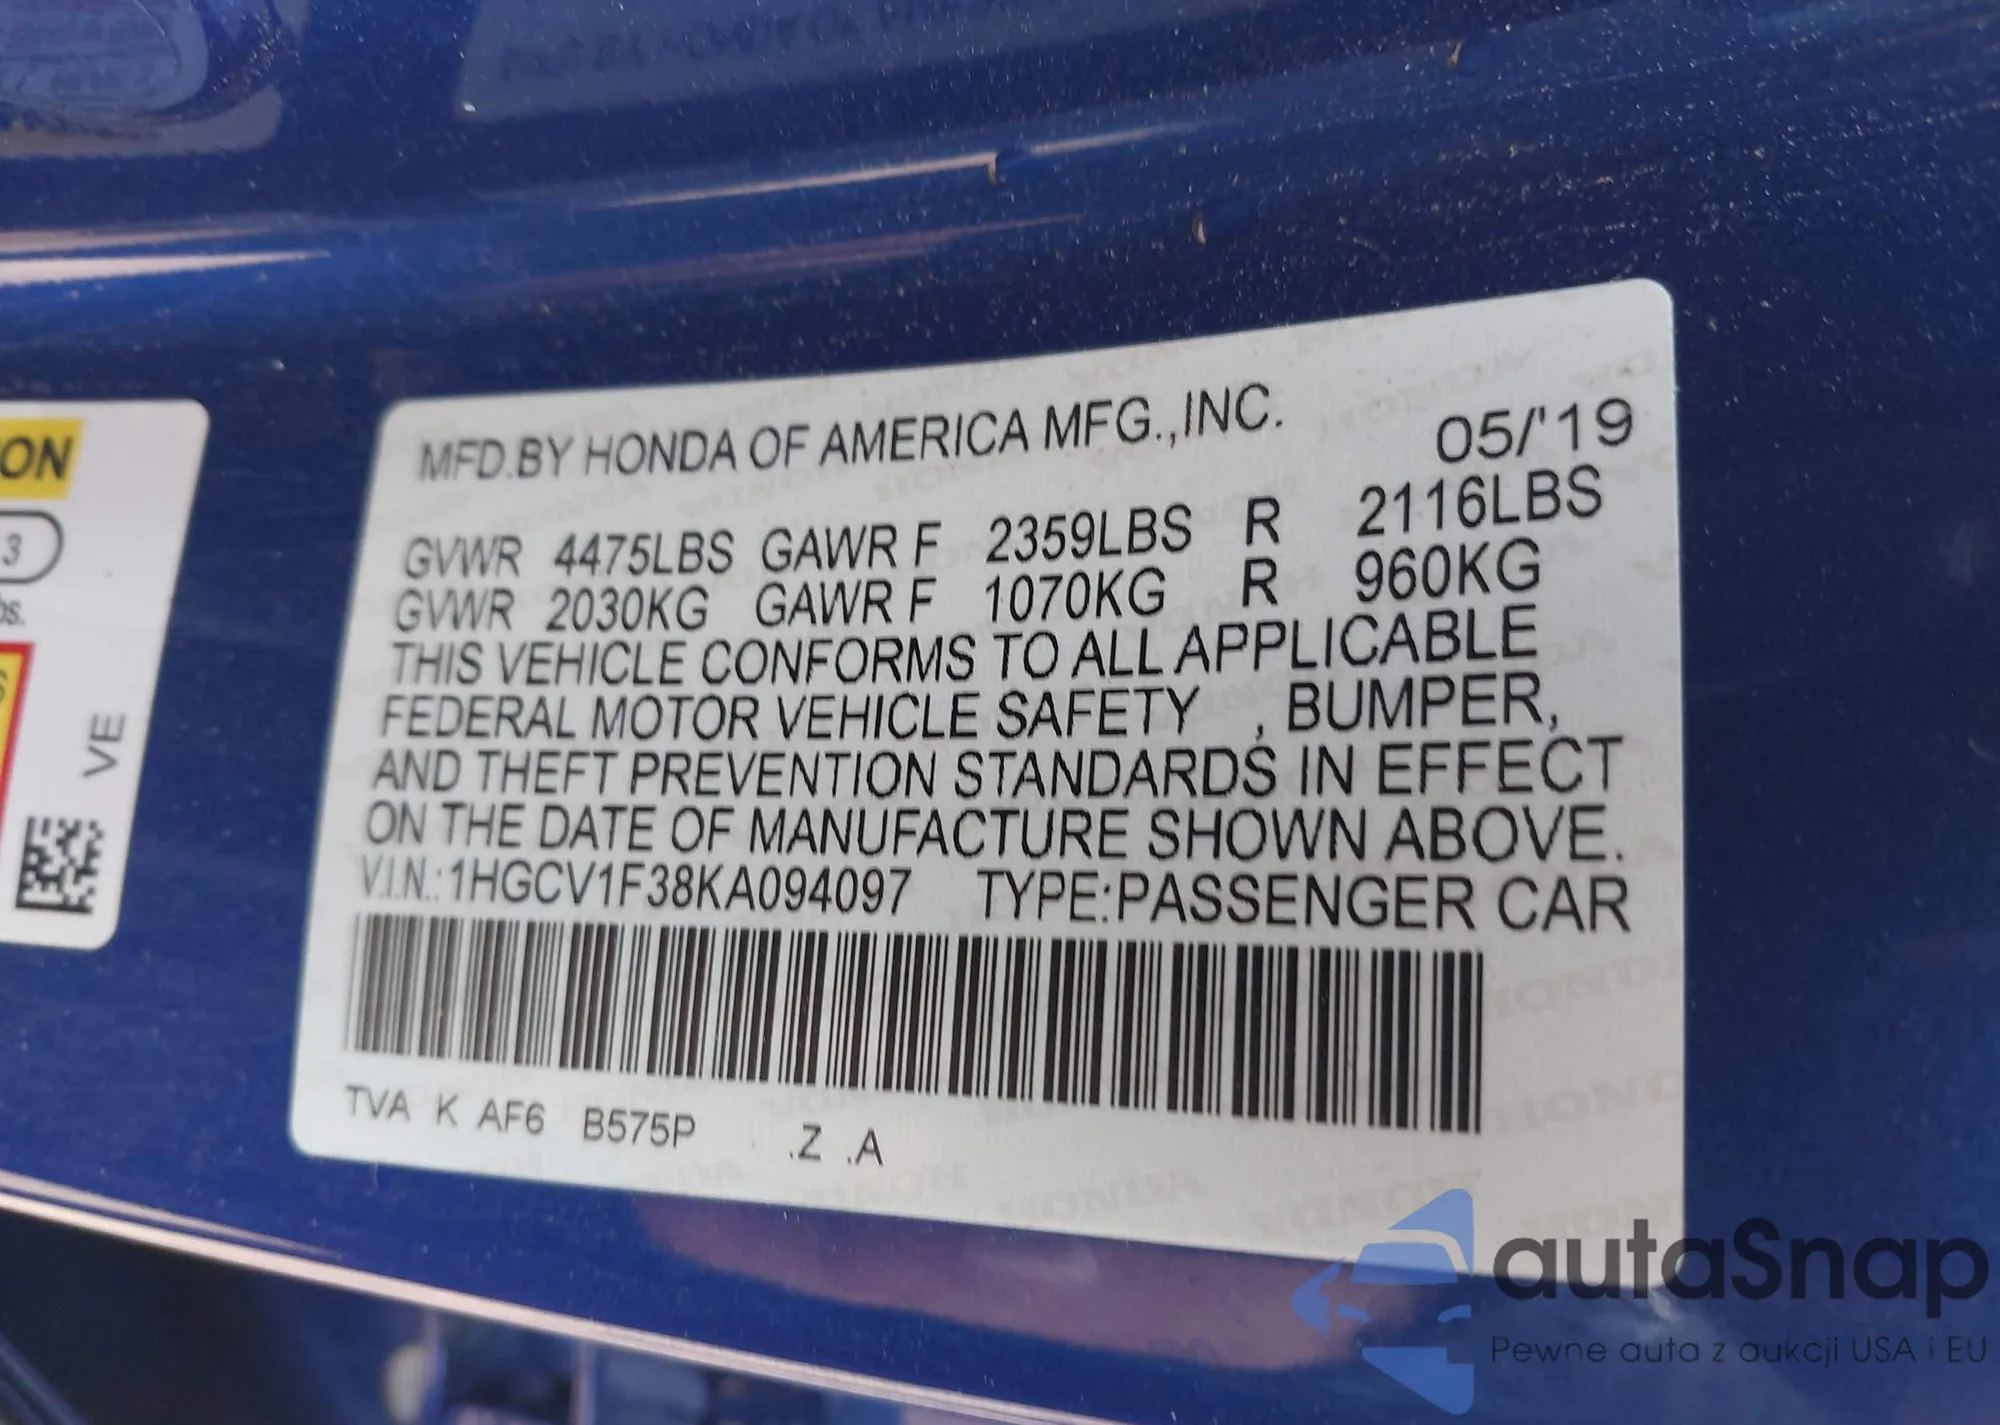 MFD.BY HONDA OF AMERICA MFG.,INC. 05/'19
GVWR 4475LBS GAWR F 2359LBS R 2116LBS
GVWR 2030KG GAWR F 1070KG R 960KG
THIS VEHICLE CONFORMS TO ALL APPLICABLE
FEDERAL MOTOR VEHICLE SAFETY , BUMPER,
AND THEFT PREVENTION STANDARDS IN EFFECT
ON THE DATE OF MANUFACTURE SHOWN ABOVE.
V.I.N.:1HGCV1F38KA094097 TYPE:PASSENGER CAR
TVA K AF6 B575P .Z .A
3
VE
autaSnap
Pewne auta z aukcji USA i EU